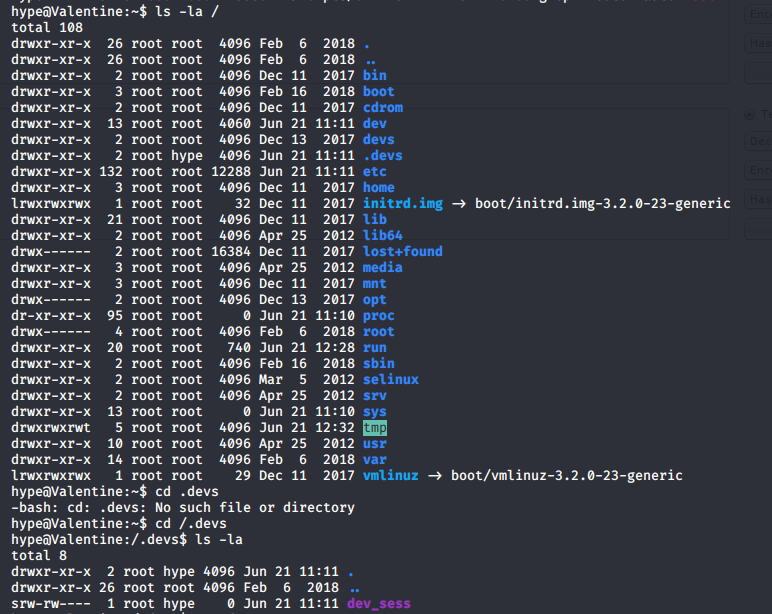 hype@Valentine:~$ ls -la /
total 108
drwxr-xr-x  26 root root  4096 Feb  6  2018 .
drwxr-xr-x  26 root root  4096 Feb  6  2018 ..
drwxr-xr-x   2 root root  4096 Dec 11  2017 bin
drwxr-xr-x   3 root root  4096 Feb 16  2018 boot
drwxr-xr-x   2 root root  4096 Dec 11  2017 cdrom
drwxr-xr-x  13 root root  4060 Jun 21 11:11 dev
drwxr-xr-x   2 root root  4096 Dec 13  2017 devs
drwxr-xr-x   2 root hype  4096 Jun 21 11:11 .devs
drwxr-xr-x 132 root root 12288 Jun 21 11:11 etc
drwxr-xr-x   3 root root  4096 Dec 11  2017 home
lrwxrwxrwx   1 root root    32 Dec 11  2017 initrd.img → boot/initrd.img-3.2.0-23-generic
drwxr-xr-x  21 root root  4096 Dec 11  2017 lib
drwxr-xr-x   2 root root  4096 Apr 25  2012 lib64
drwx------   2 root root 16384 Dec 11  2017 lost+found
drwxr-xr-x   3 root root  4096 Apr 25  2012 media
drwxr-xr-x   3 root root  4096 Dec 11  2017 mnt
drwx------   2 root root  4096 Dec 13  2017 opt
dr-xr-xr-x  95 root root     0 Jun 21 11:10 proc
drwx------   4 root root  4096 Feb  6  2018 root
drwxr-xr-x  20 root root   740 Jun 21 12:28 run
drwxr-xr-x   2 root root  4096 Feb 16  2018 sbin
drwxr-xr-x   2 root root  4096 Mar  5  2012 selinux
drwxr-xr-x   2 root root  4096 Apr 25  2012 srv
drwxr-xr-x  13 root root     0 Jun 21 11:10 sys
drwxrwxrwt   5 root root  4096 Jun 21 12:32 tmp
drwxr-xr-x  10 root root  4096 Apr 25  2012 usr
drwxr-xr-x  14 root root  4096 Feb  6  2018 var
lrwxrwxrwx   1 root root    29 Dec 11  2017 vmlinuz → boot/vmlinuz-3.2.0-23-generic
hype@Valentine:~$ cd .devs
-bash: cd: .devs: No such file or directory
hype@Valentine:~$ cd /.devs
hype@Valentine:/.devs$ ls -la
total 8
drwxr-xr-x  2 root hype 4096 Jun 21 11:11 .
drwxr-xr-x 26 root root 4096 Feb  6  2018 ..
srw-rw----  1 root hype    0 Jun 21 11:11 dev_sess